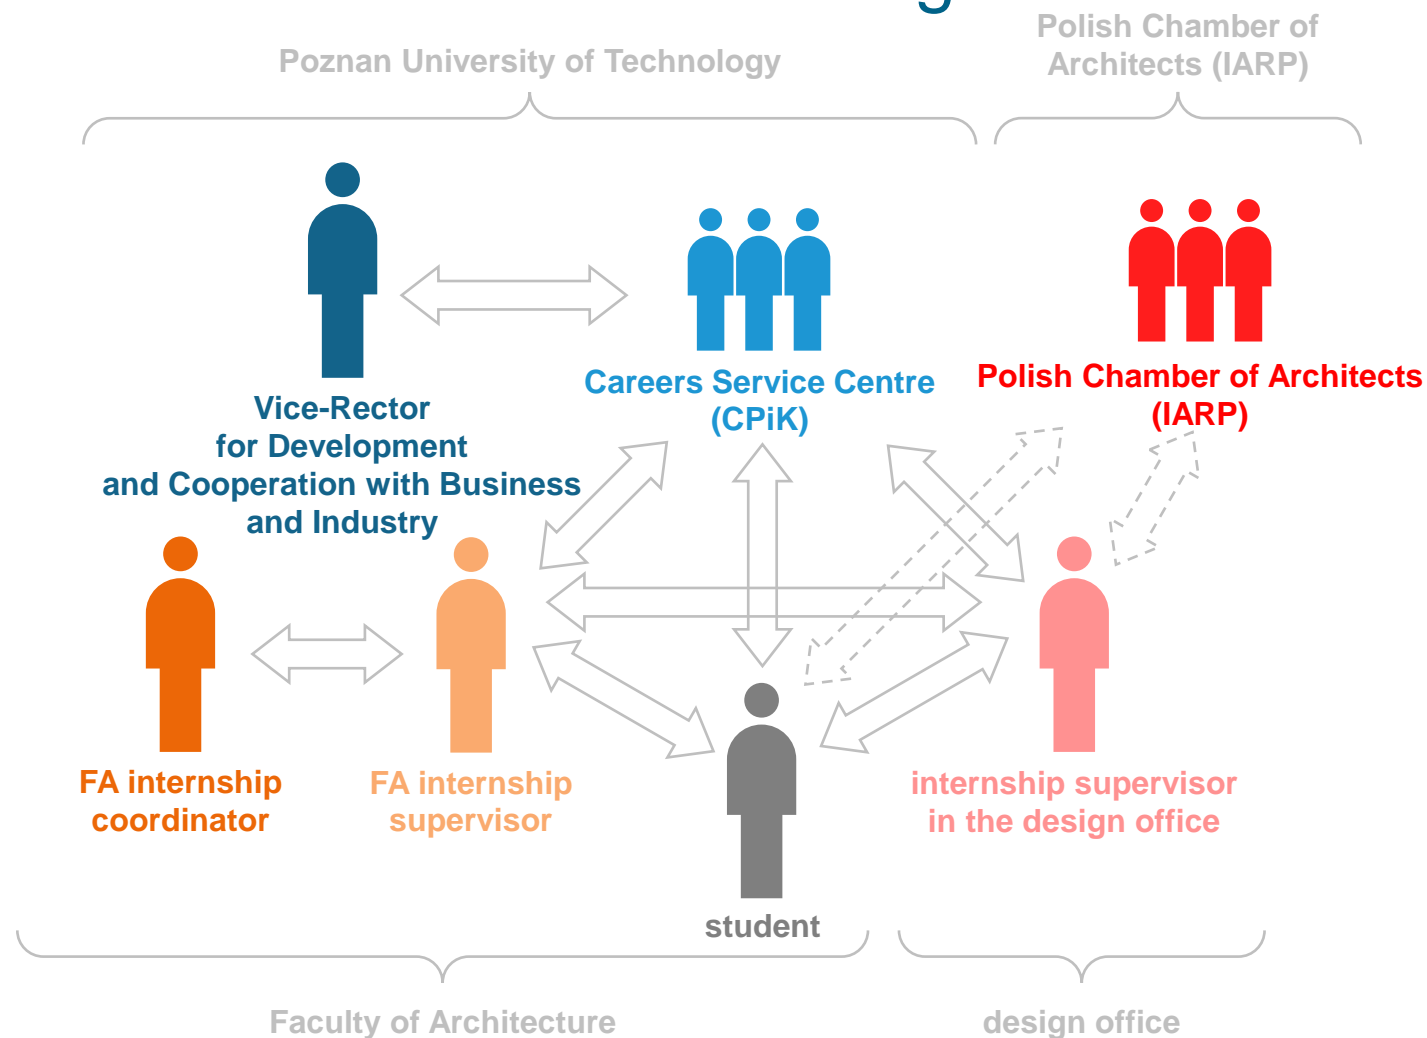 Polish Chamber of
Architects (IARP)
Poznan University of Technology
Careers Service Centre
(CPiK)
Polish Chamber of Architects
(IARP)
Vice-Rector
for Development
and Cooperation with Business
and Industry
FA internship
coordinator
FA internship
supervisor
internship supervisor
in the design office
student
Faculty of Architecture
design office